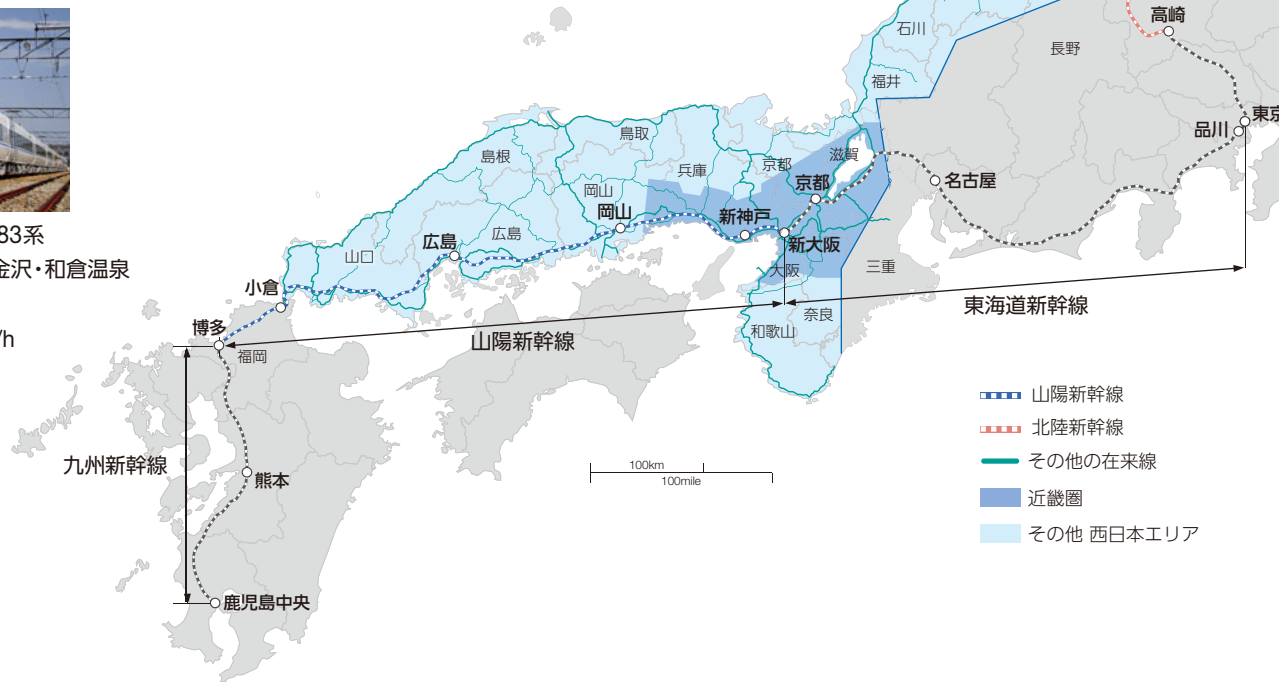 83系
金沢・和倉温泉
/h
高崎
石川
長野
福井
東京
品川
鳥取
島根
兵庫
京都
滋賀
岡山
京都
名古屋
岡山
新神戸
広島
広島
新大阪
山口
大阪
三重
小倉
東海道新幹線
奈良
博多
和歌山
山陽新幹線
福岡
山陽新幹線
北陸新幹線
その他の在来線
九州新幹線
100km
100mile
熊本
近畿圏
その他 西日本エリア
鹿児島中央